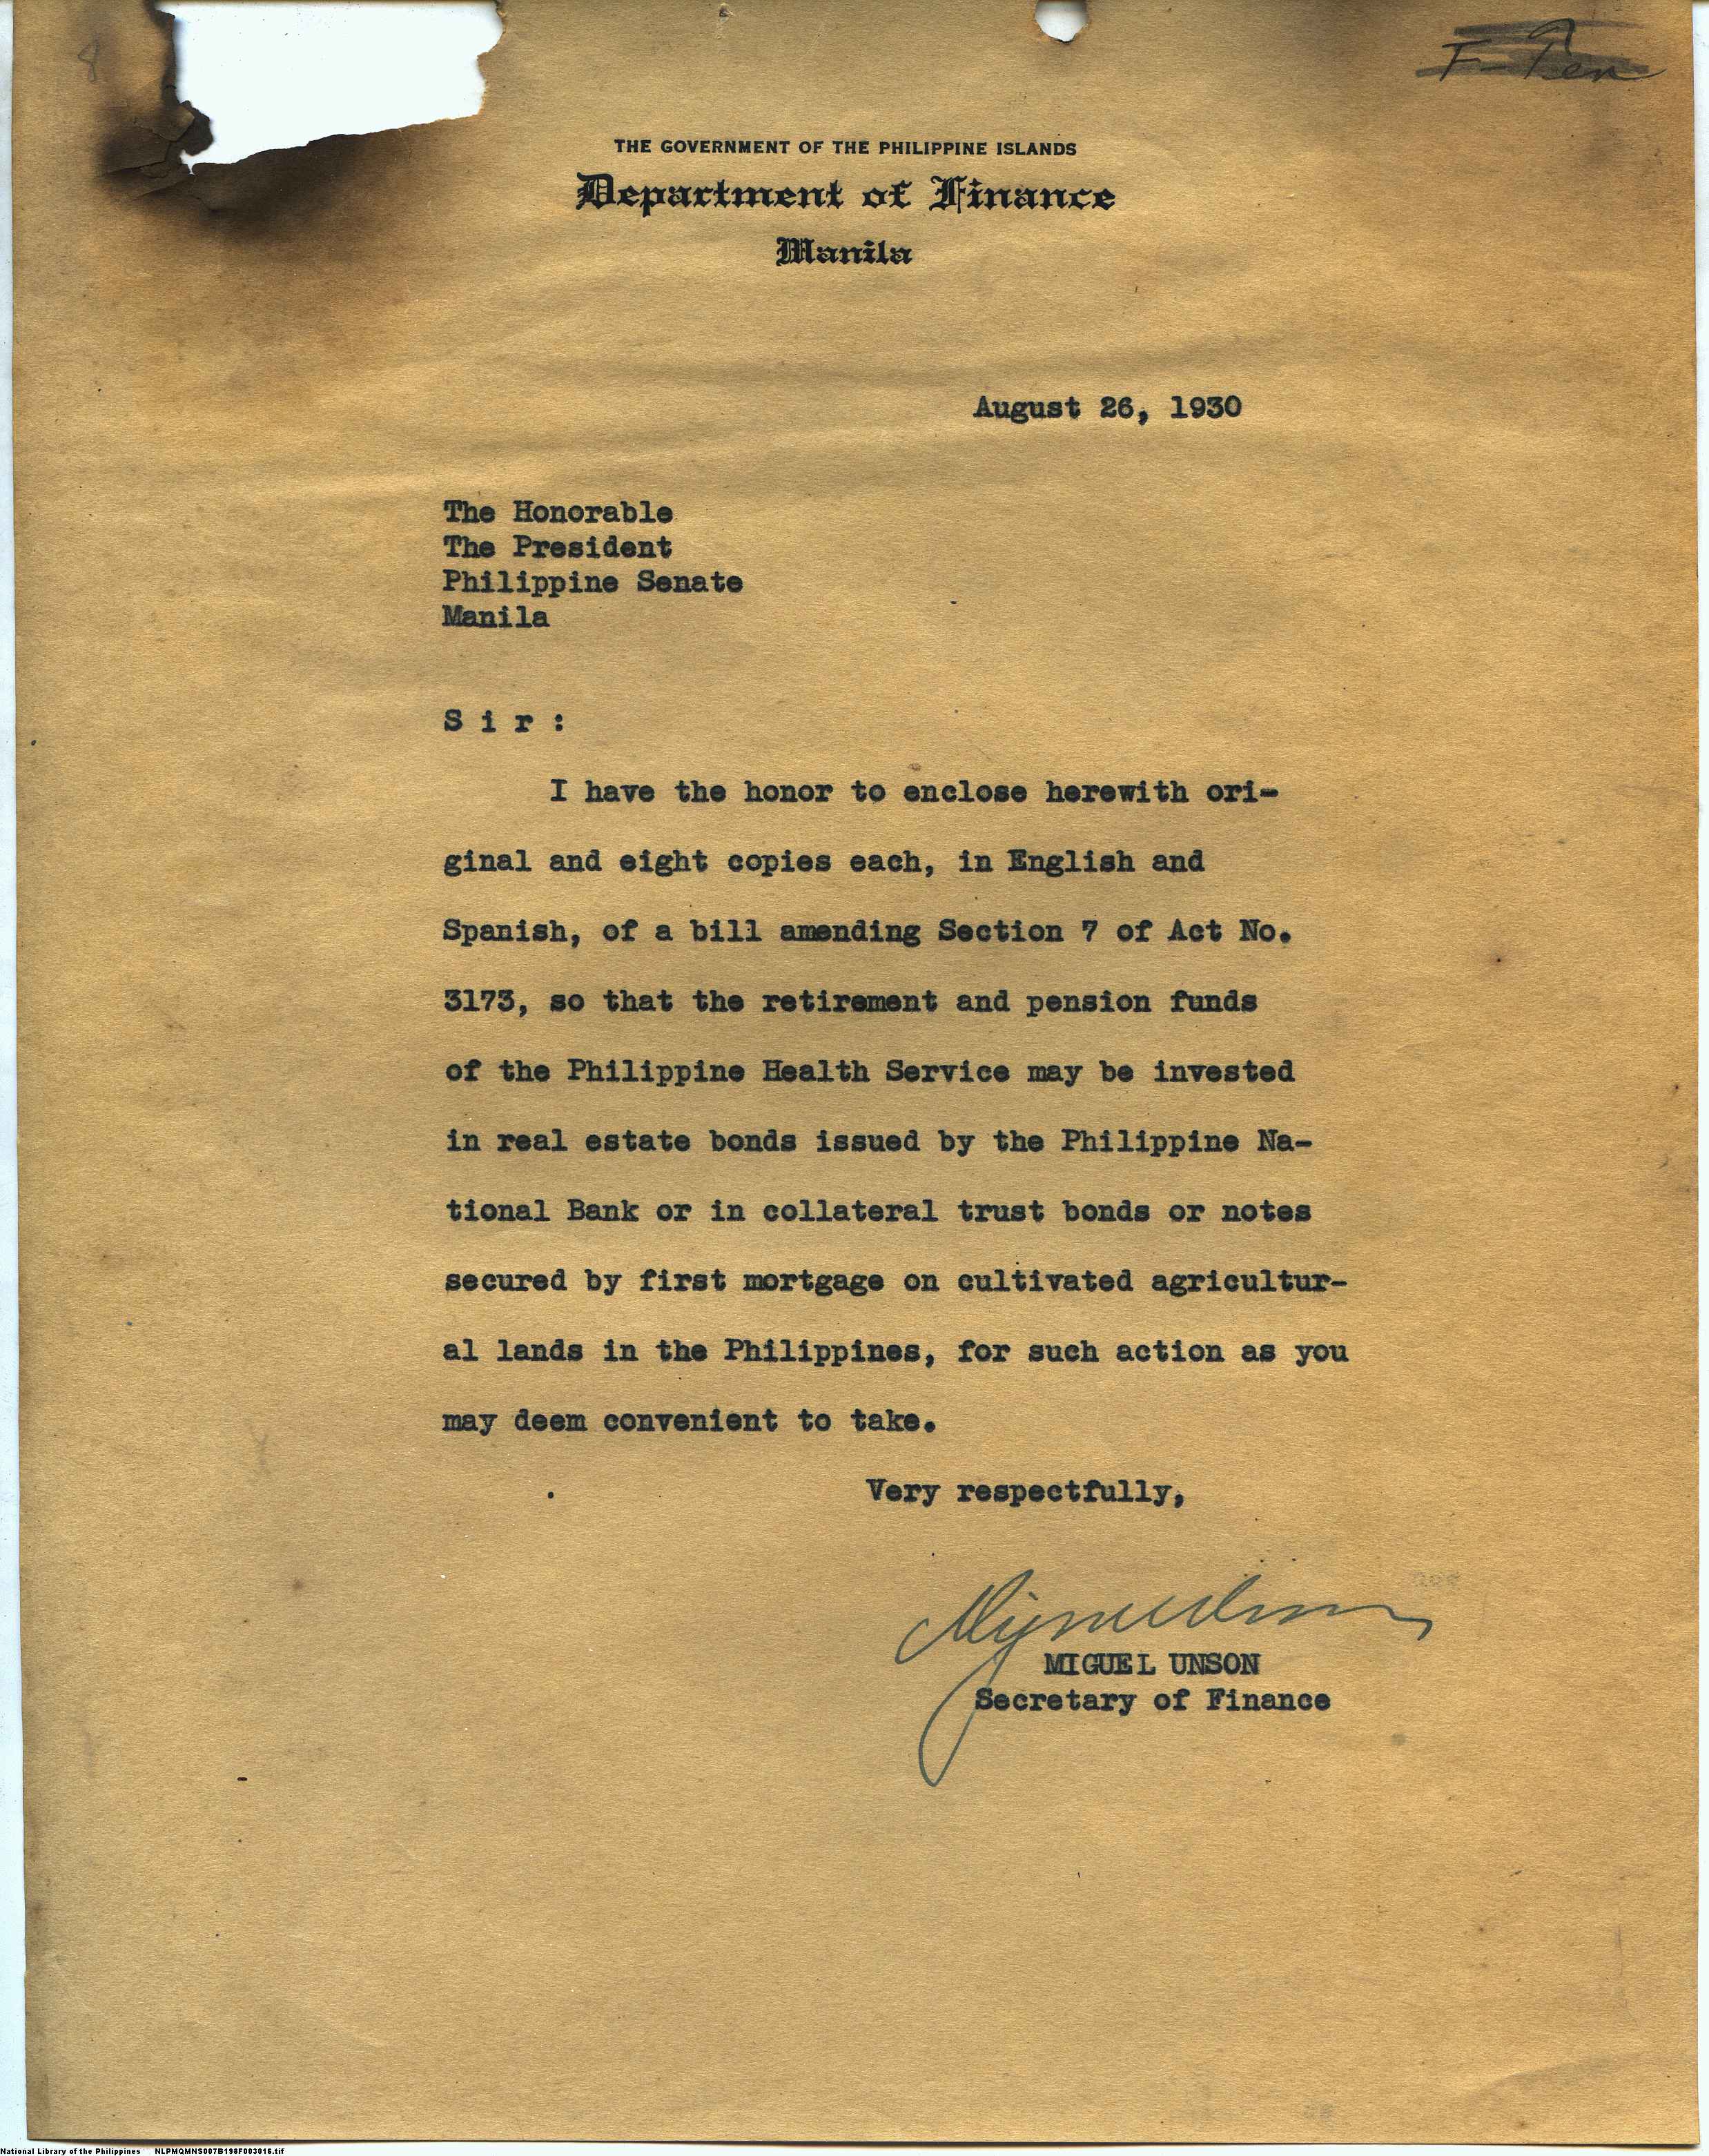 THE GOVERNMENT OF THE PHILIPPINE ISLANDS
Department of Finance
Manila
August 26, 1930
The Honorable
The President
Philippine Senate
Manila
S i r :
I have the honor to enclose herewith ori-
ginal and eight copies each, in English and
Spanish, of a bill amending Section 7 of Act No.
3173, so that the retirement and pension funds
of the Philippine Health Service may be invested
in real estate bonds issued by the Philippine Na-
tional Bank or in collateral trust bonds or notes
secured by first mortgage on cultivated agricultur-
al lands in the Philippines, for such action as you
may deem convenient to take.
Very respectfully,
MIGUEL UNSON
Secretary of Finance
National Library of the Philippines NLPMQMNS007B198F003016.tif